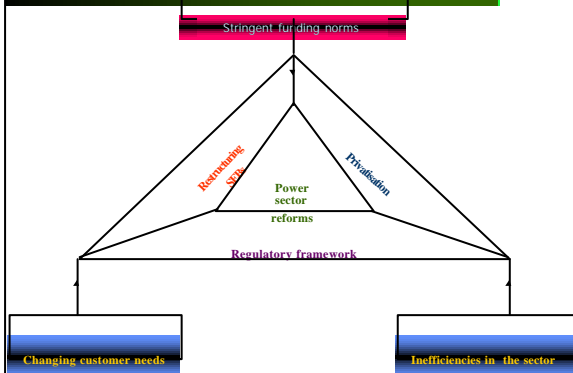 Stringent funding norms
Restructuring
SEBs
Privatisation
Power
sector
reforms
Regulatory framework
Changing customer needs
Inefficiencies in the sector